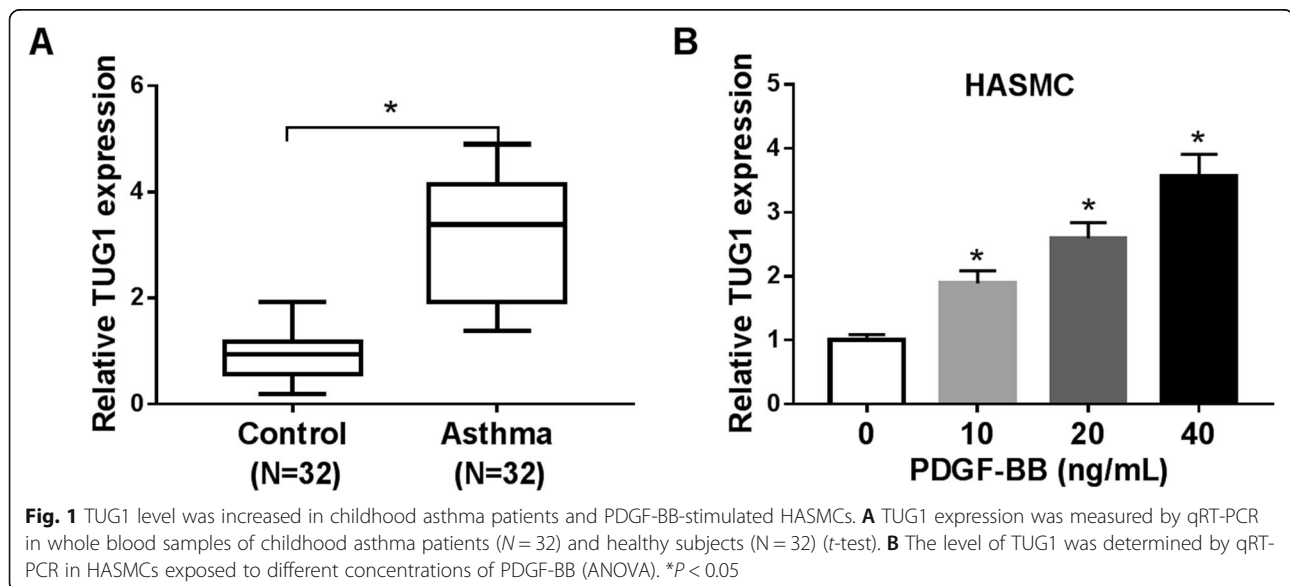 A
Relative TUG1 expression
6
4
2
0
*
Control
(N=32)
Asthma
(N=32)
B
HASMC
Relative TUG1 expression
5
4
3
2
1
0
*
*
*
0 10 20 40
PDGF-BB (ng/mL)
Fig. 1 TUG1 level was increased in childhood asthma patients and PDGF-BB-stimulated HASMCs. A TUG1 expression was measured by qRT-PCR
in whole blood samples of childhood asthma patients (N = 32) and healthy subjects (N = 32) (t-test). B The level of TUG1 was determined by qRT-
PCR in HASMCs exposed to different concentrations of PDGF-BB (ANOVA). *P < 0.05